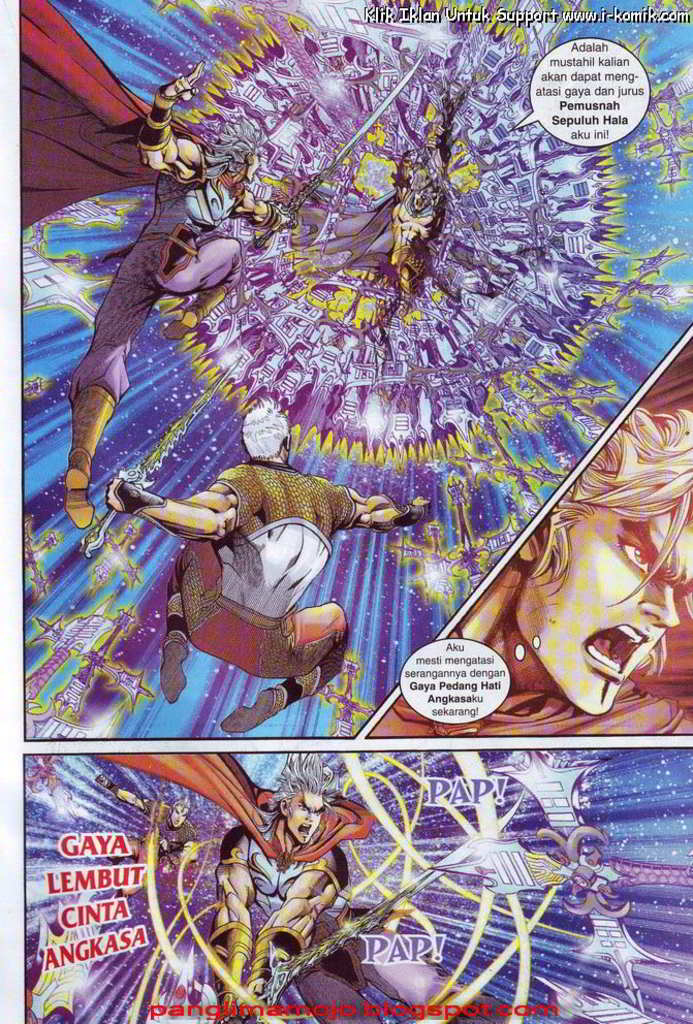 Klik Iklan Untuk Support www.i-komik.com
Adalah
mustahil kalian
akan dapat meng-
atasi gaya dan jurus
Pemusnah
Sepuluh Hala
aku ini!
Aku
mesti mengatasi
serangannya dengan
Gaya Pedang Hati
Angkasaku
sekarang!
PAP!
GAYA
LEMBUT
CINTA
ANGKASA
PAP!
panglimamojo.blogspot.com